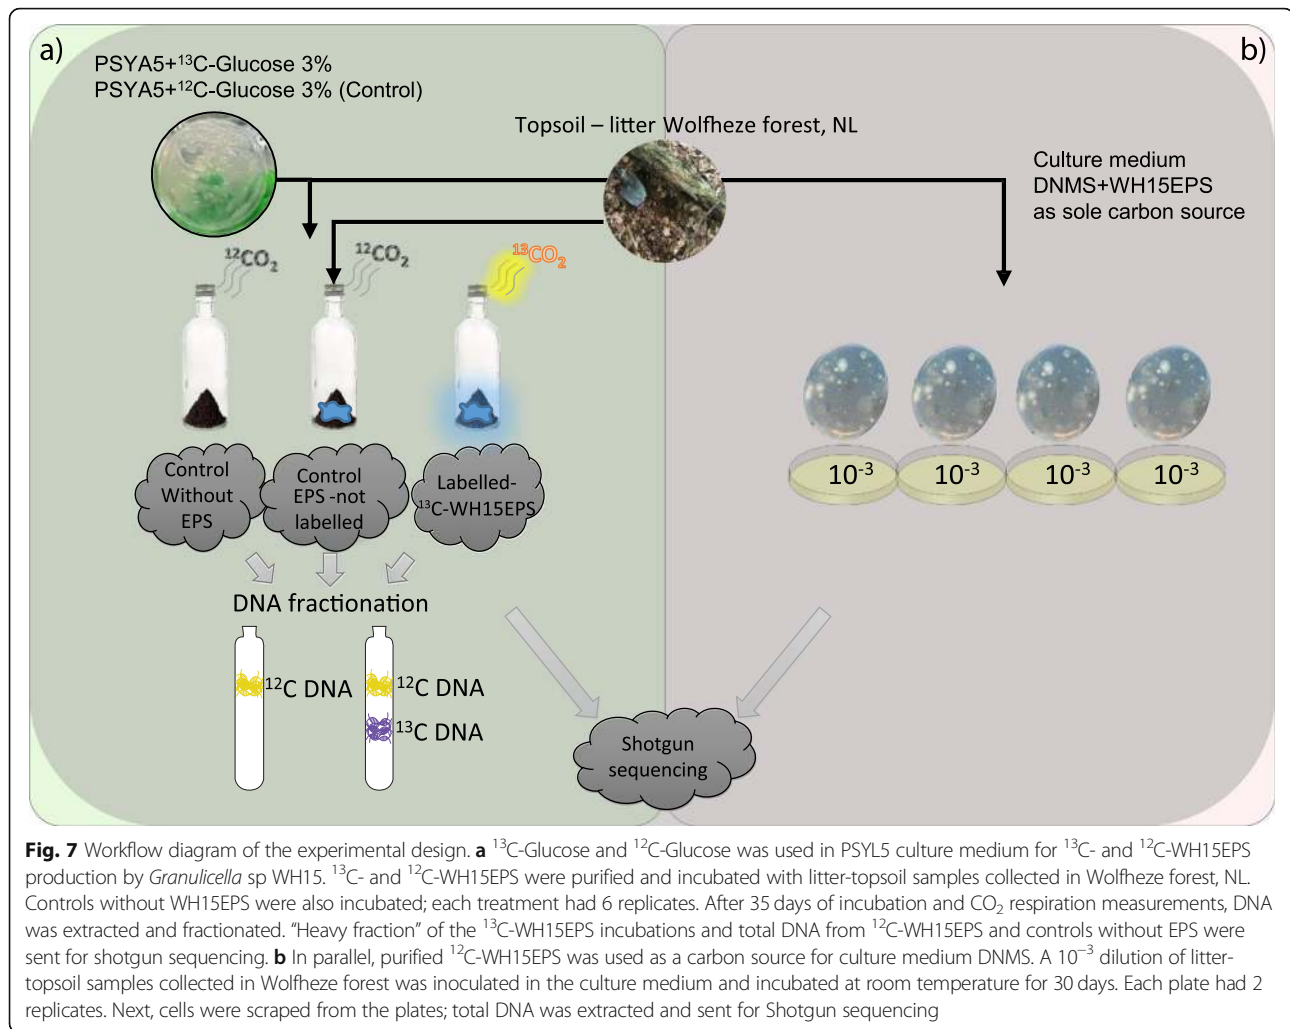 a)
b)
PSYA5+¹³C-Glucose 3%
PSYA5+¹²C-Glucose 3% (Control)
Topsoil – litter Wolfheze forest, NL
Culture medium
DNMS+WH15EPS
as sole carbon source
¹²CO₂
¹²CO₂
¹³CO₂
Control
Without
EPS
Control
EPS -not
labelled
Labelled-
¹³C-WH15EPS
10⁻³
10⁻³
10⁻³
10⁻³
DNA fractionation
¹²C DNA
¹²C DNA
¹³C DNA
Shotgun
sequencing
Fig. 7 Workflow diagram of the experimental design. a ¹³C-Glucose and ¹²C-Glucose was used in PSYL5 culture medium for ¹³C- and ¹²C-WH15EPS
production by Granulicella sp WH15. ¹³C- and ¹²C-WH15EPS were purified and incubated with litter-topsoil samples collected in Wolfheze forest, NL.
Controls without WH15EPS were also incubated; each treatment had 6 replicates. After 35 days of incubation and CO₂ respiration measurements, DNA
was extracted and fractionated. “Heavy fraction” of the ¹³C-WH15EPS incubations and total DNA from ¹²C-WH15EPS and controls without EPS were
sent for shotgun sequencing. b In parallel, purified ¹²C-WH15EPS was used as a carbon source for culture medium DNMS. A 10⁻³ dilution of litter-
topsoil samples collected in Wolfheze forest was inoculated in the culture medium and incubated at room temperature for 30 days. Each plate had 2
replicates. Next, cells were scraped from the plates; total DNA was extracted and sent for Shotgun sequencing